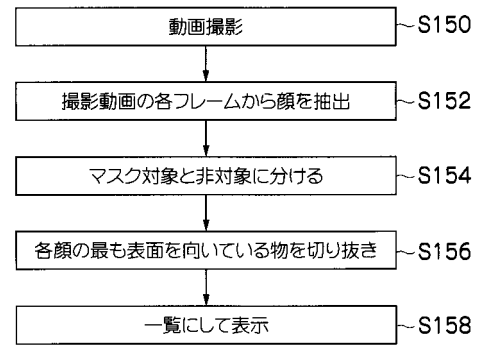 動画撮影 S150
撮影動画の各フレームから顔を抽出 S152
マスク対象と非対象に分ける S154
各顔の最も表面を向いている物を切り抜き S156
一覧にして表示 S158